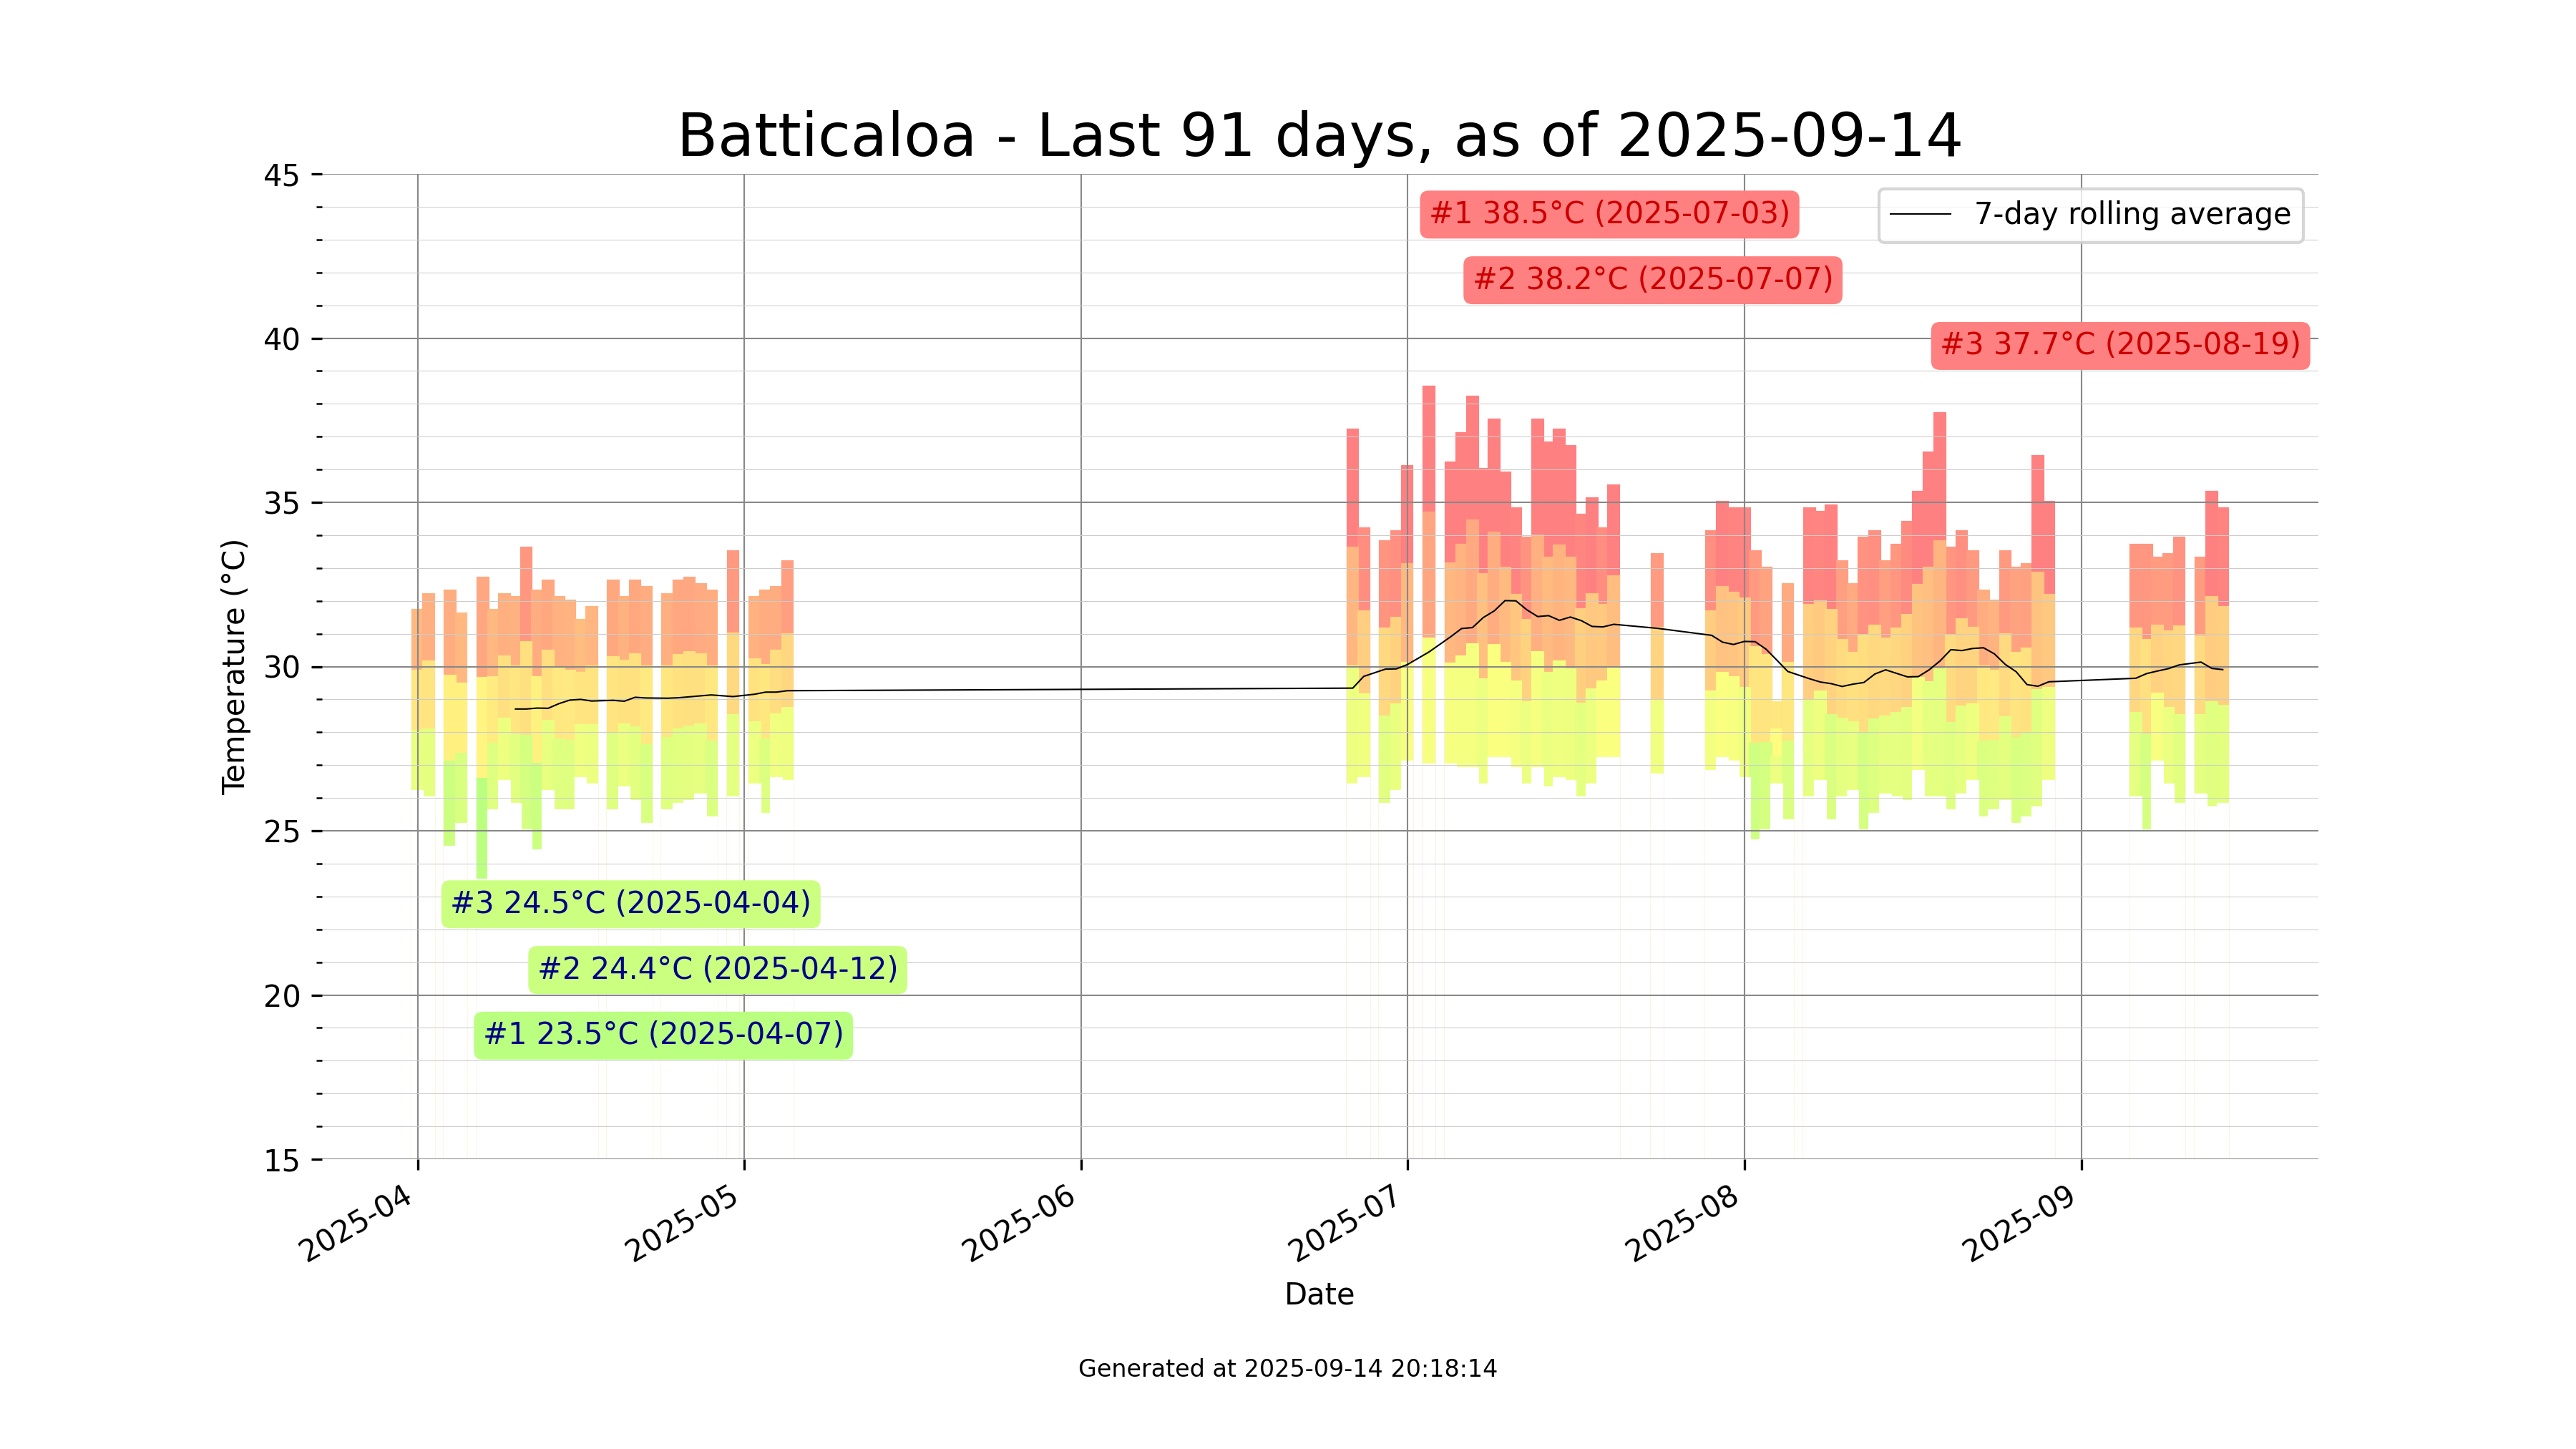 Batticaloa - Last 91 days, as of 2025-09-14
45
40
35
30
25
20
15
Temperature (°C)
7-day rolling average
#1 38.5°C (2025-07-03)
#2 38.2°C (2025-07-07)
#3 37.7°C (2025-08-19)
#3 24.5°C (2025-04-04)
#2 24.4°C (2025-04-12)
#1 23.5°C (2025-04-07)
2025-04
2025-05
2025-06
2025-07
2025-08
2025-09
Date
Generated at 2025-09-14 20:18:14